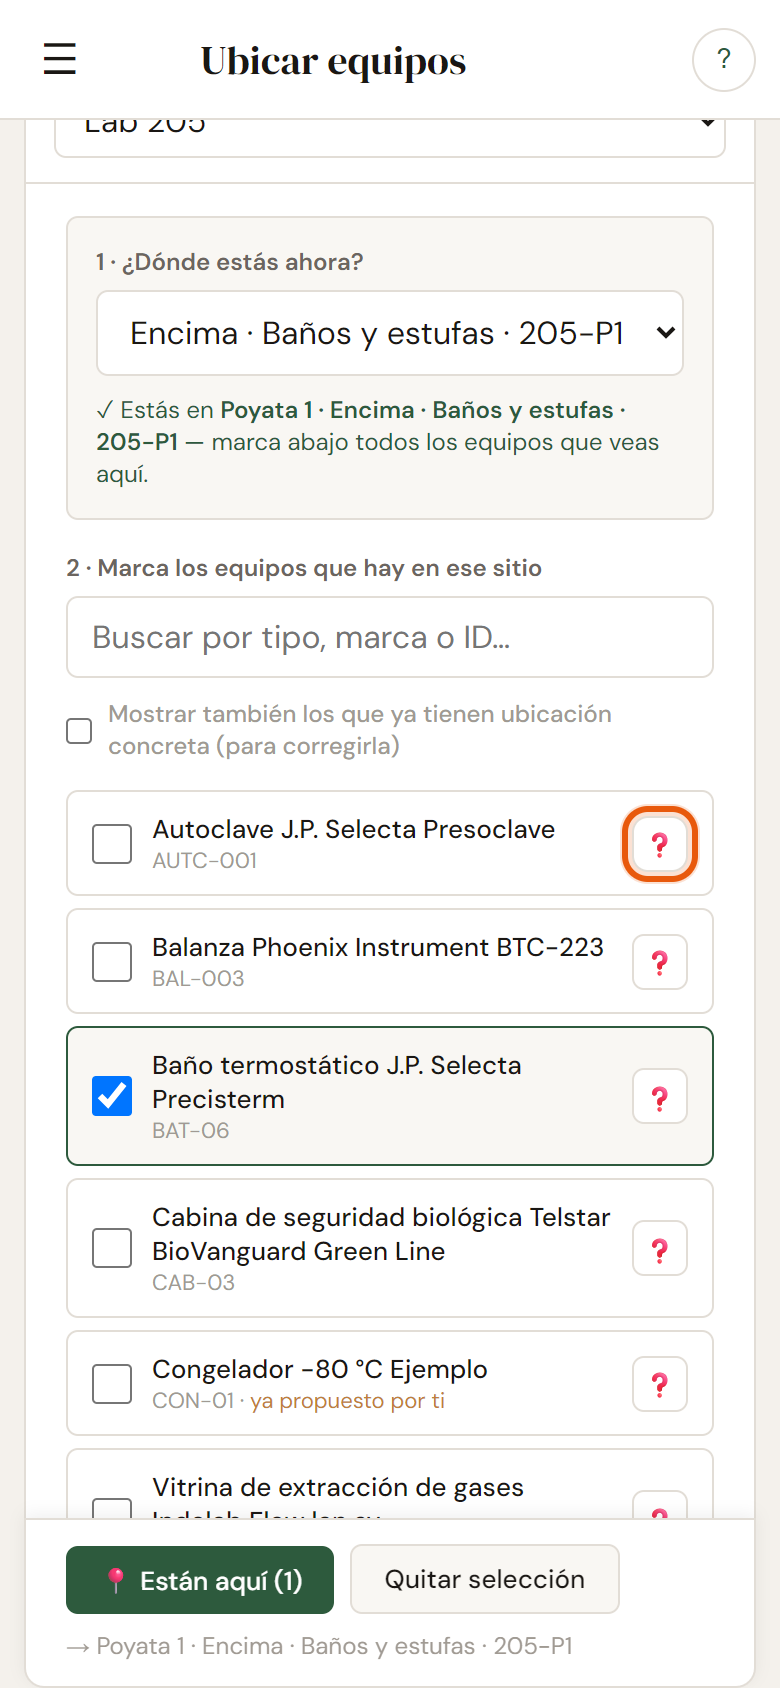 ☰ Ubicar equipos ?
Lab 205
1 · ¿Dónde estás ahora?
Encima · Baños y estufas · 205-P1
✓ Estás en Poyata 1 · Encima · Baños y estufas ·
205-P1 — marca abajo todos los equipos que veas
aquí.
2 · Marca los equipos que hay en ese sitio
Buscar por tipo, marca o ID...
Mostrar también los que ya tienen ubicación
concreta (para corregirla)
Autoclave J.P. Selecta Presoclave
AUTC-001
❓
Balanza Phoenix Instrument BTC-223
BAL-003
❓
Baño termostático J.P. Selecta
Precisterm
BAT-06
❓
Cabina de seguridad biológica Telstar
BioVanguard Green Line
CAB-03
❓
Congelador -80 °C Ejemplo
CON-01 · ya propuesto por ti
❓
Vitrina de extracción de gases
❓
📍 Están aquí (1)
Quitar selección
→ Poyata 1 · Encima · Baños y estufas · 205-P1